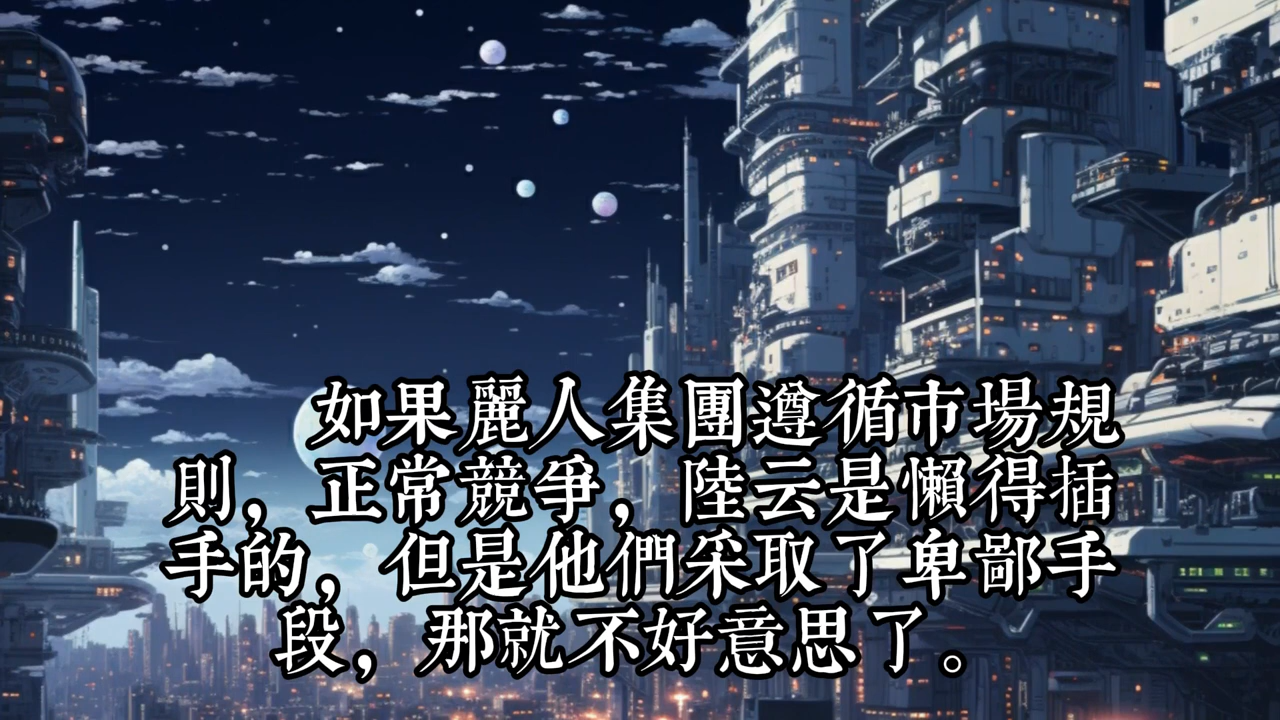 如果麗人集團遵循市場規
則，正常競爭，陸云是懶得插
手的，但是他們采取了卑鄙手
段，那就不好意思了。